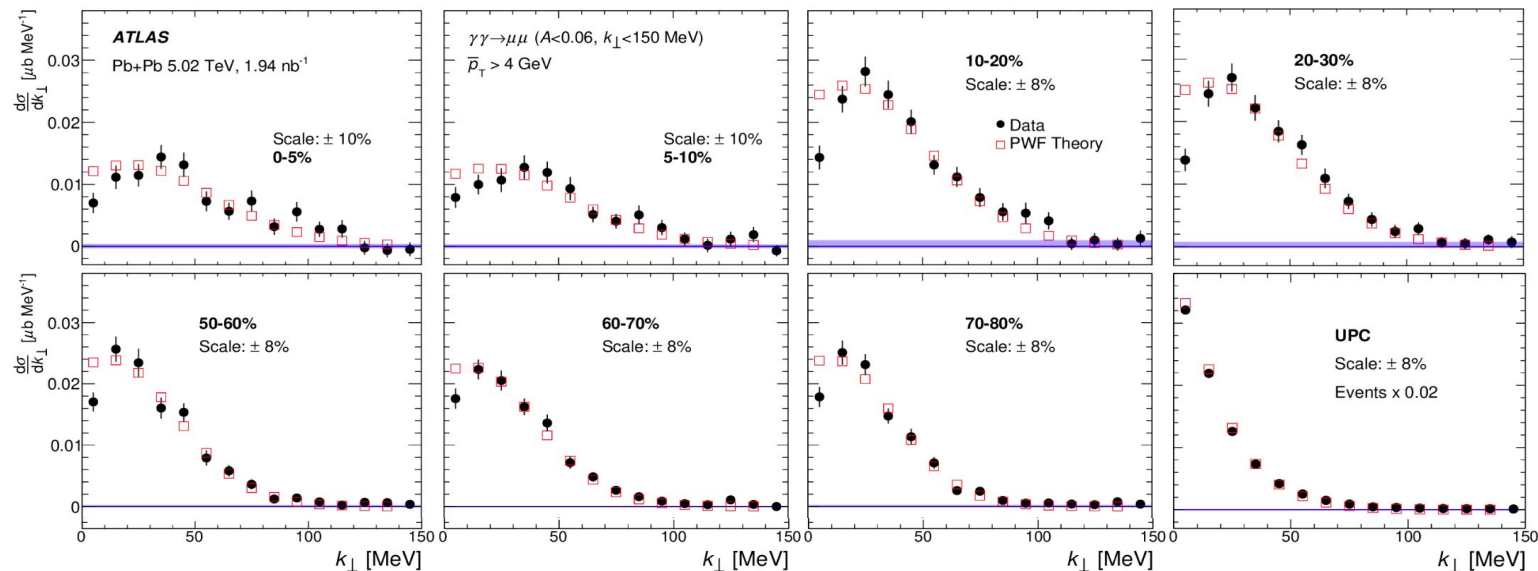 ATLAS
Pb+Pb 5.02 TeV, 1.94 nb⁻¹
Scale: ± 10%
0-5%
dσ/dk⊥ [μb MeV⁻¹]
0.03
0.02
0.01
0
γγ→μμ (A<0.06, k⊥<150 MeV)
p̅T > 4 GeV
Scale: ± 10%
5-10%
10-20%
Scale: ± 8%
Data
PWF Theory
20-30%
Scale: ± 8%
dσ/dk⊥ [μb MeV⁻¹]
0.03
0.02
0.01
0
50-60%
Scale: ± 8%
60-70%
Scale: ± 8%
70-80%
Scale: ± 8%
UPC
Scale: ± 8%
Events x 0.02
0 50 100 150
k⊥ [MeV]
0 50 100 150
k⊥ [MeV]
0 50 100 150
k⊥ [MeV]
0 50 100 150
k⊥ [MeV]